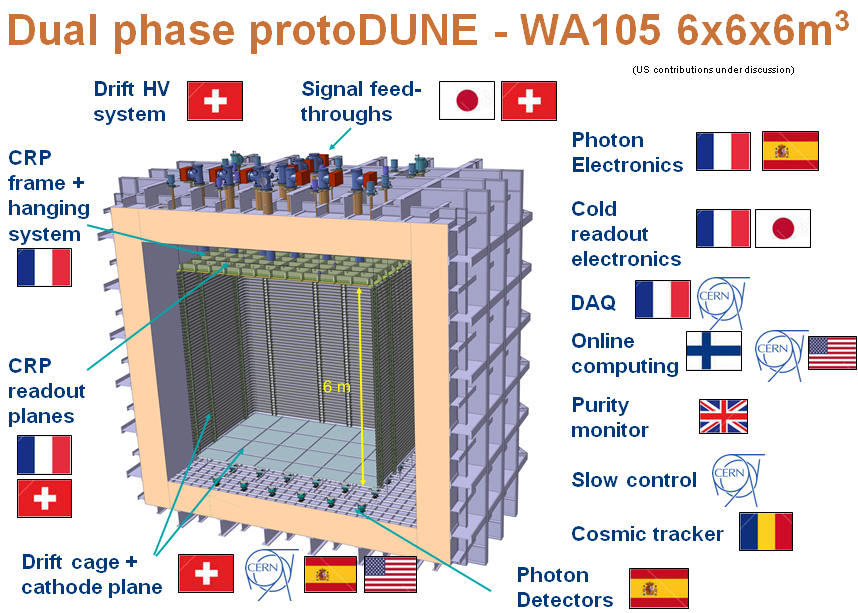 Dual phase protoDUNE - WA105 6x6x6m³
(US contributions under discussion)
Drift HV
system
Signal feed-
throughs
CRP
frame +
hanging
system
Photon
Electronics
Cold
readout
electronics
DAQ
CERN
Online
computing
CERN
CRP
readout
planes
6 m
Purity
monitor
Slow control
CERN
Cosmic tracker
Drift cage +
cathode plane
CERN
Photon
Detectors